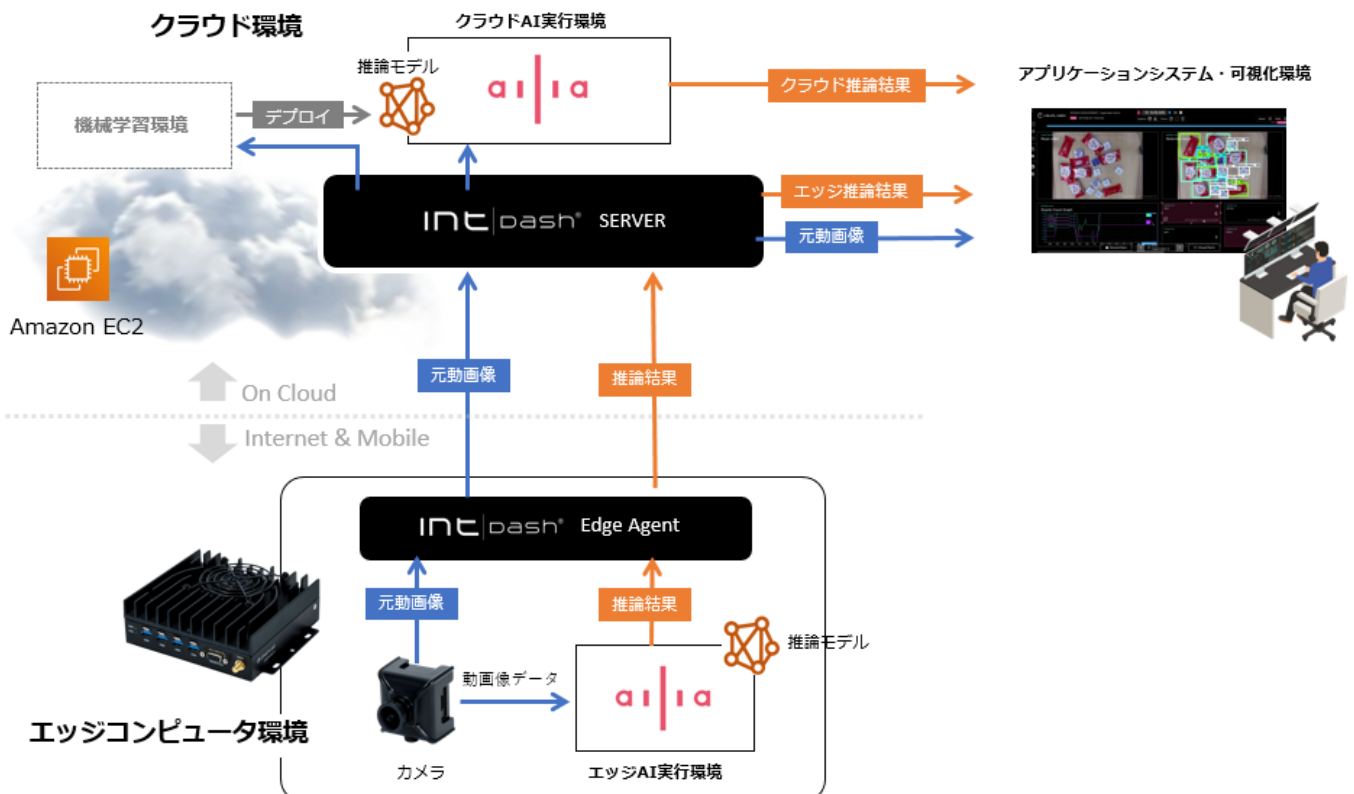 クラウド環境
クラウドAI実行環境
推論モデル
ailia
機械学習環境
デプロイ
クラウド推論結果
アプリケーションシステム・可視化環境
intdash® SERVER
エッジ推論結果
元動画像
Amazon EC2
元動画像
推論結果
On Cloud
Internet & Mobile
intdash® Edge Agent
元動画像
推論結果
推論モデル
動画像データ
ailia
エッジコンピュータ環境
カメラ
エッジAI実行環境